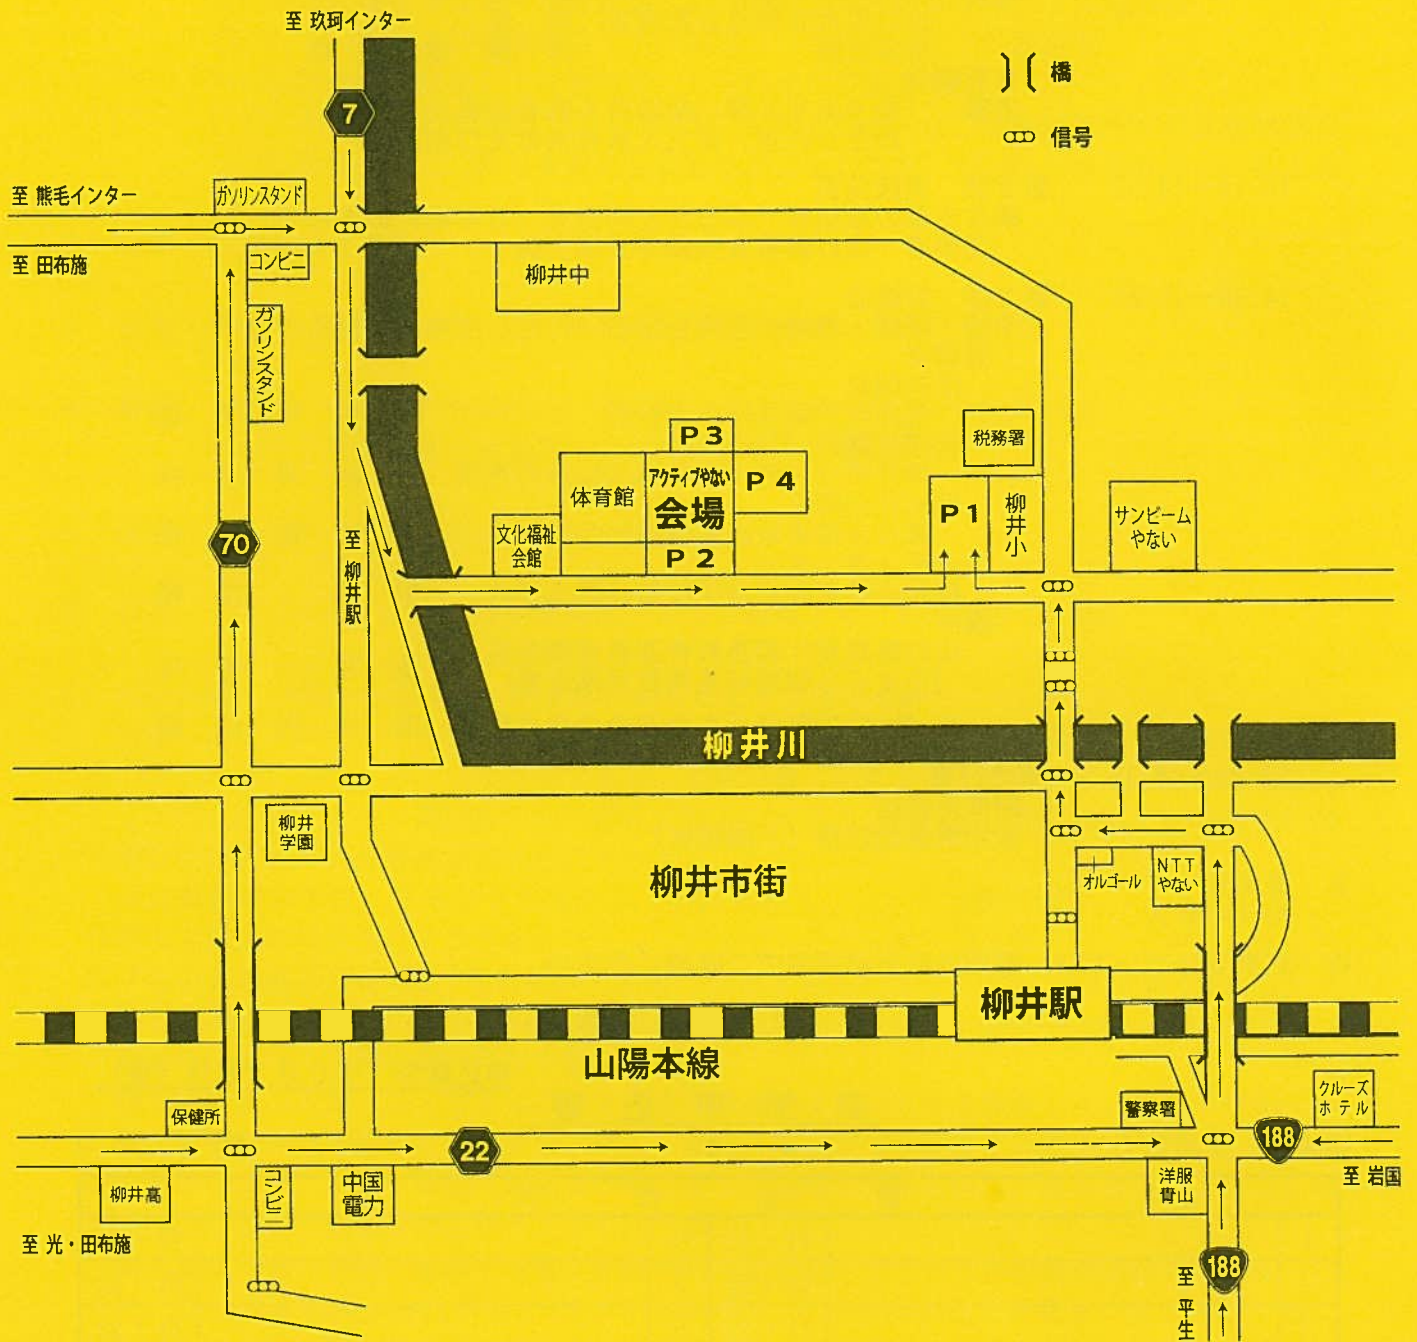 至 玖珂インター
橋
7
信号
至 熊毛インター
ガソリンスタンド
至 田布施
コンビニ
柳井中
ガソリンスタンド
P3
税務署
体育館
アクティブやない
会場
P4
P1
柳井小
サンビーム
やない
文化福祉
会館
P2
70
至 柳井駅
柳井川
柳井
学園
柳井市街
オルゴール
NTT
やない
柳井駅
山陽本線
保健所
警察署
クルーズ
ホテル
22
188
柳井高
コンビニ
中国
電力
洋服
青山
至 岩国
至 光・田布施
188
至 平生